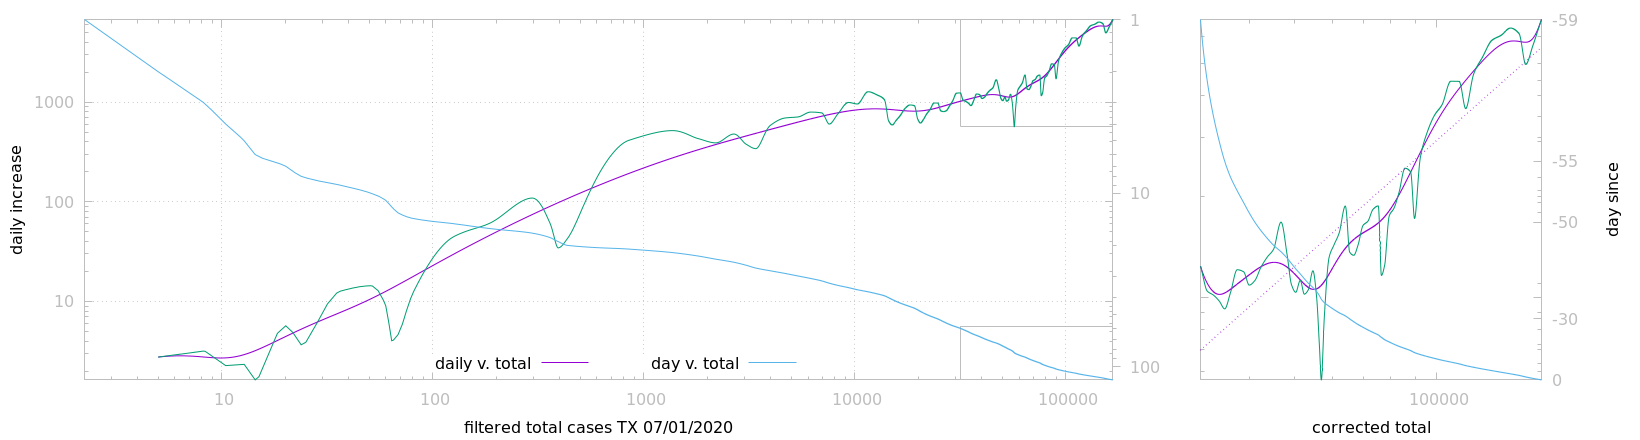 daily increase
1000
100
10
10
100
1000
10000
100000
filtered total cases TX 07/01/2020
daily v. total
day v. total
1
10
100
100000
corrected total
-59
-55
-50
-30
0
day since